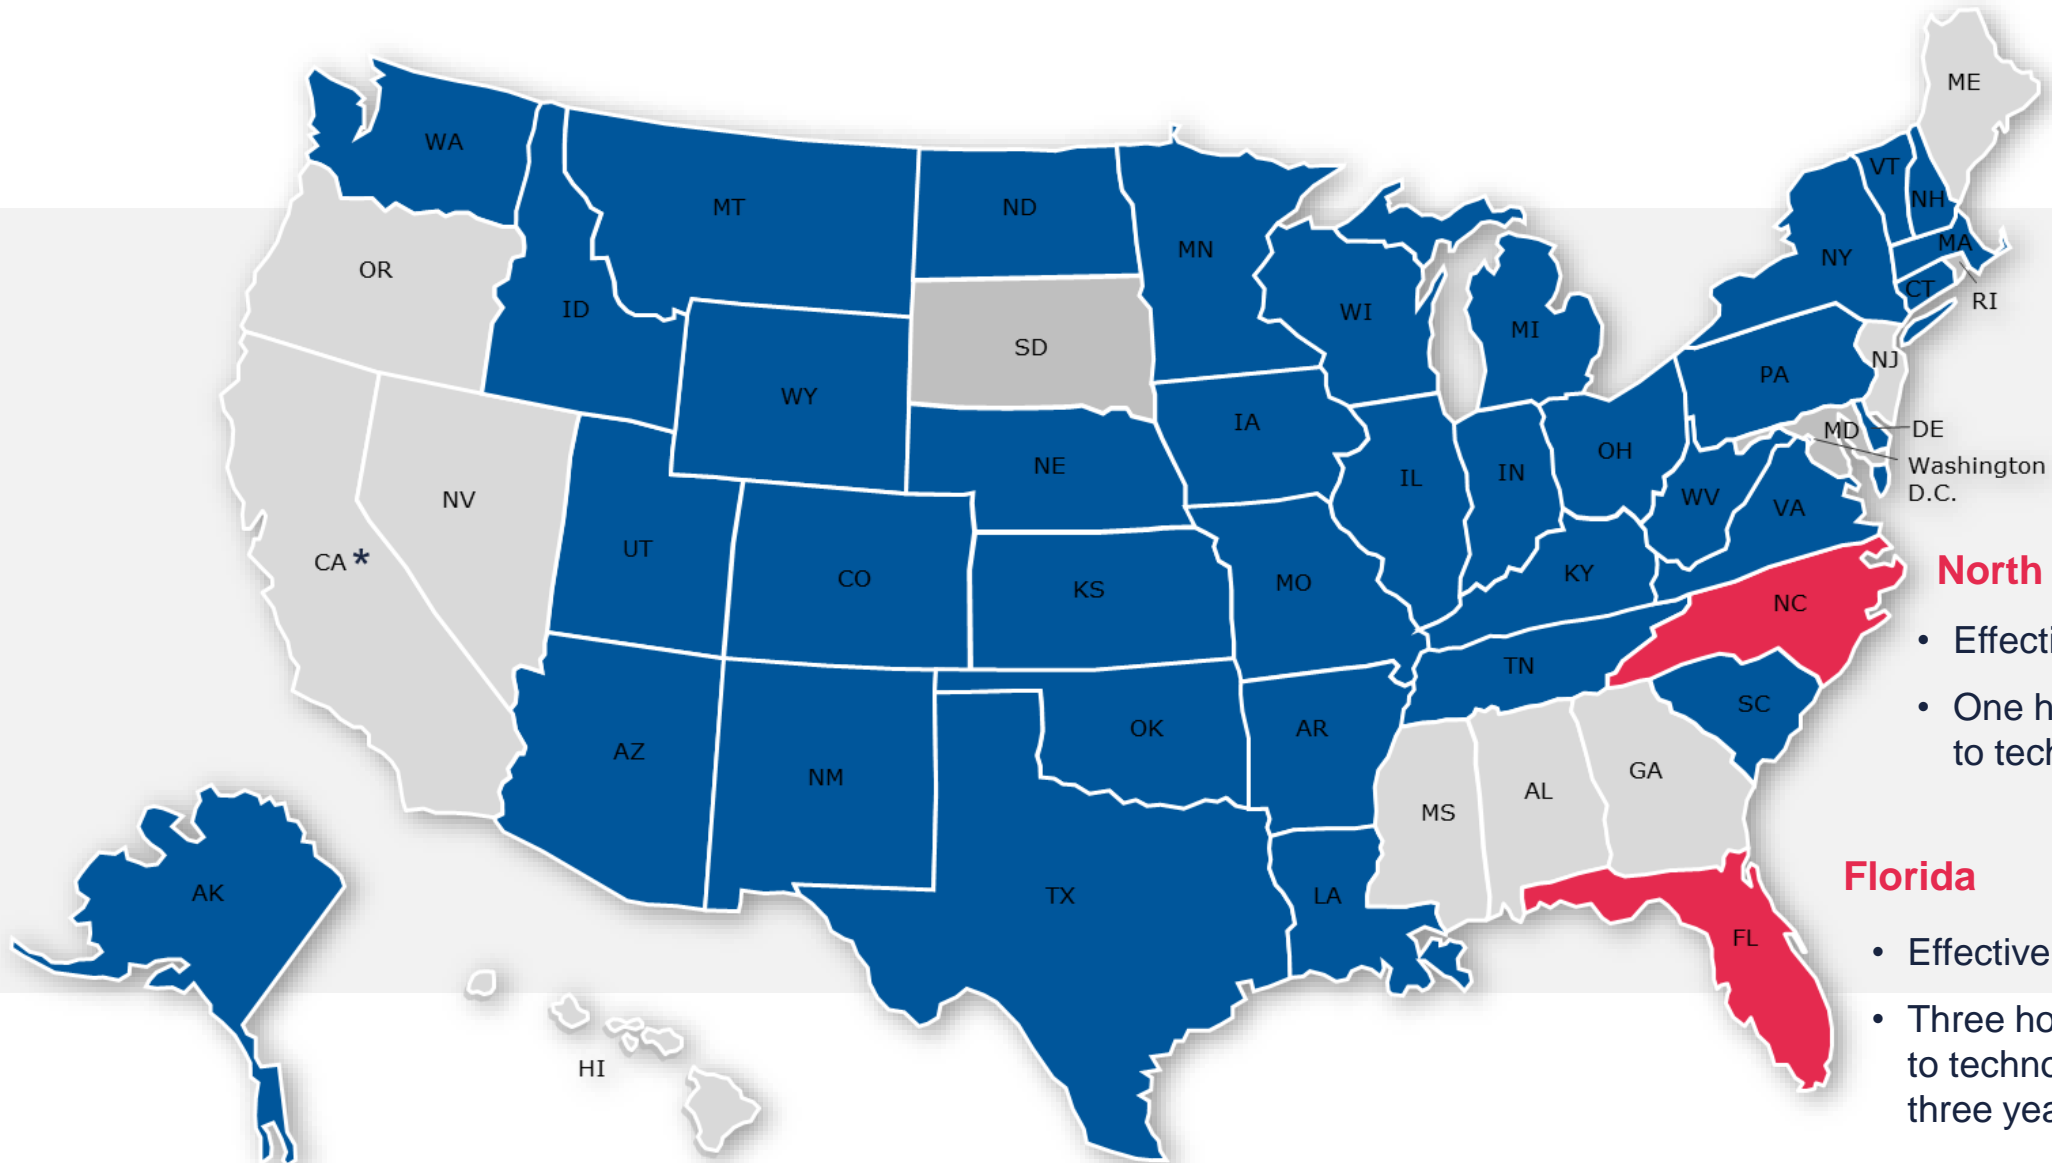 ME
WA
VT
MT
ND
NH
MN
MA
NY
OR
CT
RI
ID
WI
MI
SD
NJ
PA
WY
IA
DE
MD
OH
NE
Washington
D.C.
IN
IL
WV
NV
VA
UT
CA *
KY
North
CO
MO
KS
NC
• Effecti
TN
SC
• One h
to tech
OK
AR
AZ
GA
NM
AL
MS
Florida
AK
TX
LA
FL
• Effective
• Three ho
to techno
three yea
HI